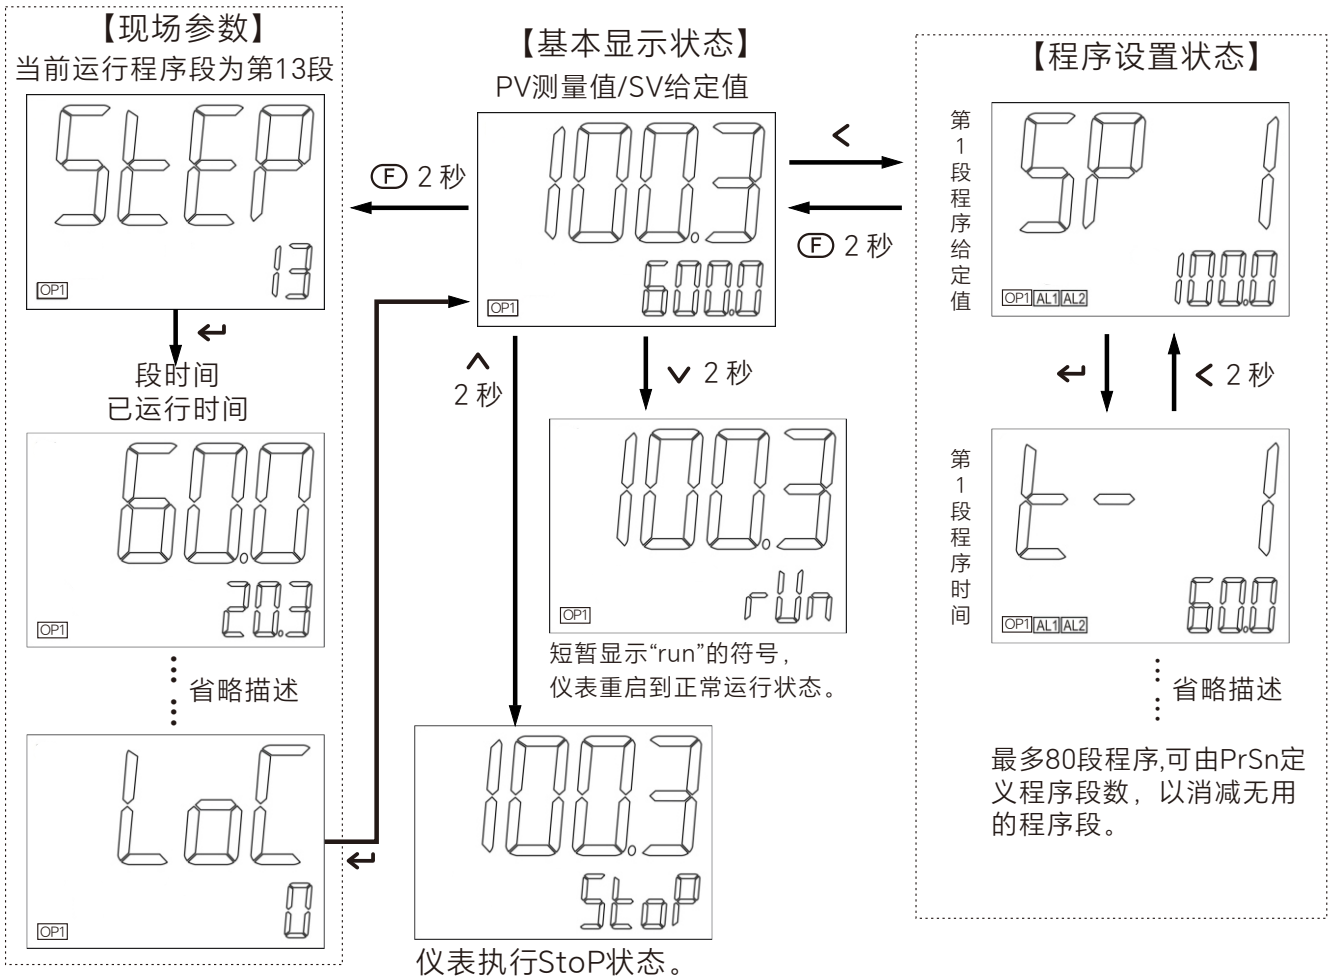 【现场参数】
当前运行程序段为第13段
StEP
13
OP1
段时间
已运行时间
60.0
20.3
OP1
省略描述
LoC
0
OP1
F 2 秒
【基本显示状态】
PV测量值/SV给定值
100.3
600.0
OP1
<
F 2 秒
∧
2 秒
∨ 2 秒
100.3
rUn
OP1
短暂显示“run”的符号，
仪表重启到正常运行状态。
100.3
StoP
仪表执行StoP状态。
【程序设置状态】
第1段程序给定值
SP 1
100.0
OP1 AL1 AL2
< 2 秒
第1段程序时间
t- 1
60.0
OP1 AL1 AL2
省略描述
最多80段程序,可由PrSn定
义程序段数，以消减无用
的程序段。